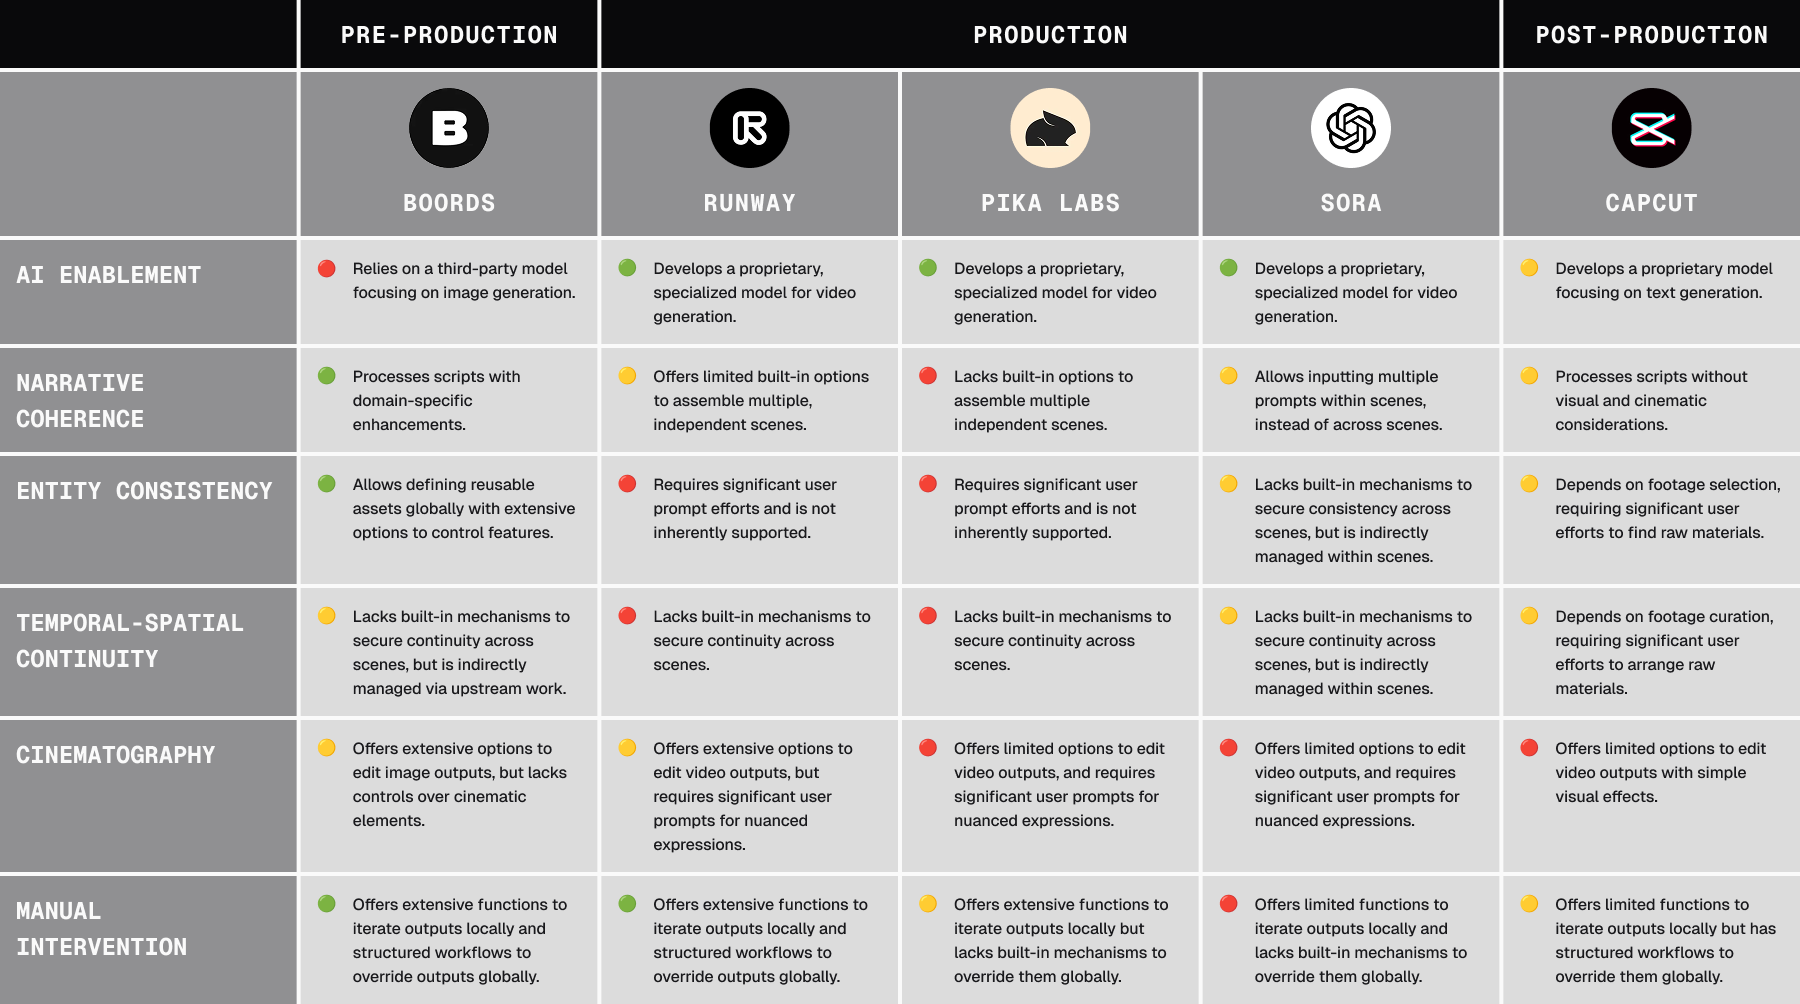 PRE-PRODUCTION
PRODUCTION
POST-PRODUCTION
B
R
BOORDS
RUNWAY
PIKA LABS
SORA
CAPCUT
AI ENABLEMENT
Relies on a third-party model
focusing on image generation.
Develops a proprietary,
specialized model for video
generation.
Develops a proprietary,
specialized model for video
generation.
Develops a proprietary,
specialized model for video
generation.
Develops a proprietary model
focusing on text generation.
NARRATIVE
COHERENCE
Processes scripts with
domain-specific
enhancements.
Offers limited built-in options
to assemble multiple,
independent scenes.
Lacks built-in options to
assemble multiple
independent scenes.
Allows inputting multiple
prompts within scenes,
instead of across scenes.
Processes scripts without
visual and cinematic
considerations.
ENTITY CONSISTENCY
Allows defining reusable
assets globally with extensive
options to control features.
Requires significant user
prompt efforts and is not
inherently supported.
Requires significant user
prompt efforts and is not
inherently supported.
Lacks built-in mechanisms to
secure consistency across
scenes, but is indirectly
managed within scenes.
Depends on footage selection,
requiring significant user
efforts to find raw materials.
TEMPORAL-SPATIAL
CONTINUITY
Lacks built-in mechanisms to
secure continuity across
scenes, but is indirectly
managed via upstream work.
Lacks built-in mechanisms to
secure continuity across
scenes.
Lacks built-in mechanisms to
secure continuity across
scenes.
Lacks built-in mechanisms to
secure continuity across
scenes, but is indirectly
managed within scenes.
Depends on footage curation,
requiring significant user
efforts to arrange raw
materials.
CINEMATOGRAPHY
Offers extensive options to
edit image outputs, but lacks
controls over cinematic
elements.
Offers extensive options to
edit video outputs, but
requires significant user
prompts for nuanced
expressions.
Offers limited options to edit
video outputs, and requires
significant user prompts for
nuanced expressions.
Offers limited options to edit
video outputs, and requires
significant user prompts for
nuanced expressions.
Offers limited options to edit
video outputs with simple
visual effects.
MANUAL
INTERVENTION
Offers extensive functions to
iterate outputs locally and
structured workflows to
override outputs globally.
Offers extensive functions to
iterate outputs locally and
structured workflows to
override outputs globally.
Offers extensive functions to
iterate outputs locally but
lacks built-in mechanisms to
override them globally.
Offers limited functions to
iterate outputs locally and
lacks built-in mechanisms to
override them globally.
Offers limited functions to
iterate outputs locally but has
structured workflows to
override them globally.